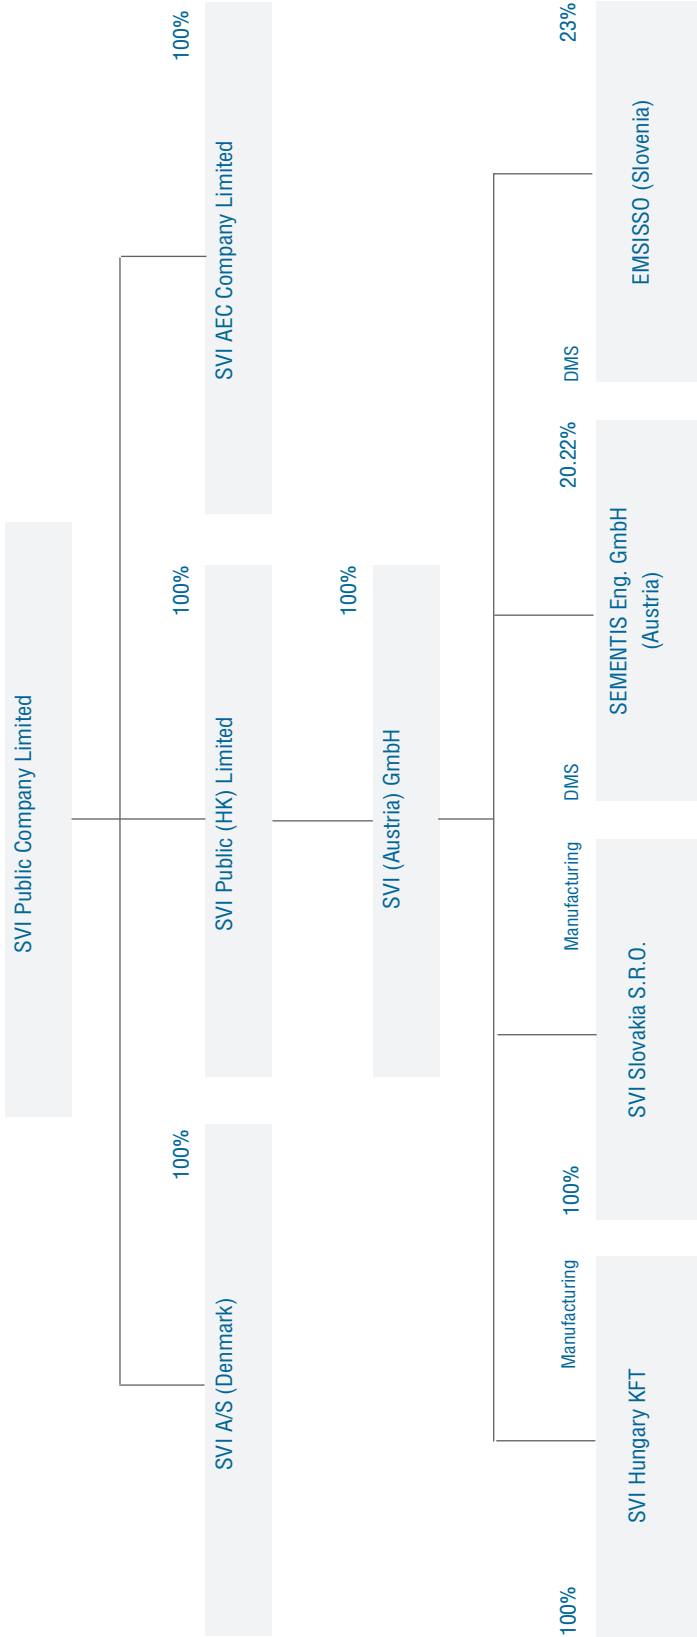 SVI Public Company Limited
100%
SVI A/S (Denmark)
100%
SVI Public (HK) Limited
100%
SVI AEC Company Limited
100%
SVI (Austria) GmbH
100%
Manufacturing
SVI Hungary KFT
100%
Manufacturing
SVI Slovakia S.R.O.
DMS
20.22%
SEMENTIS Eng. GmbH
(Austria)
DMS
23%
EMSISSO (Slovenia)